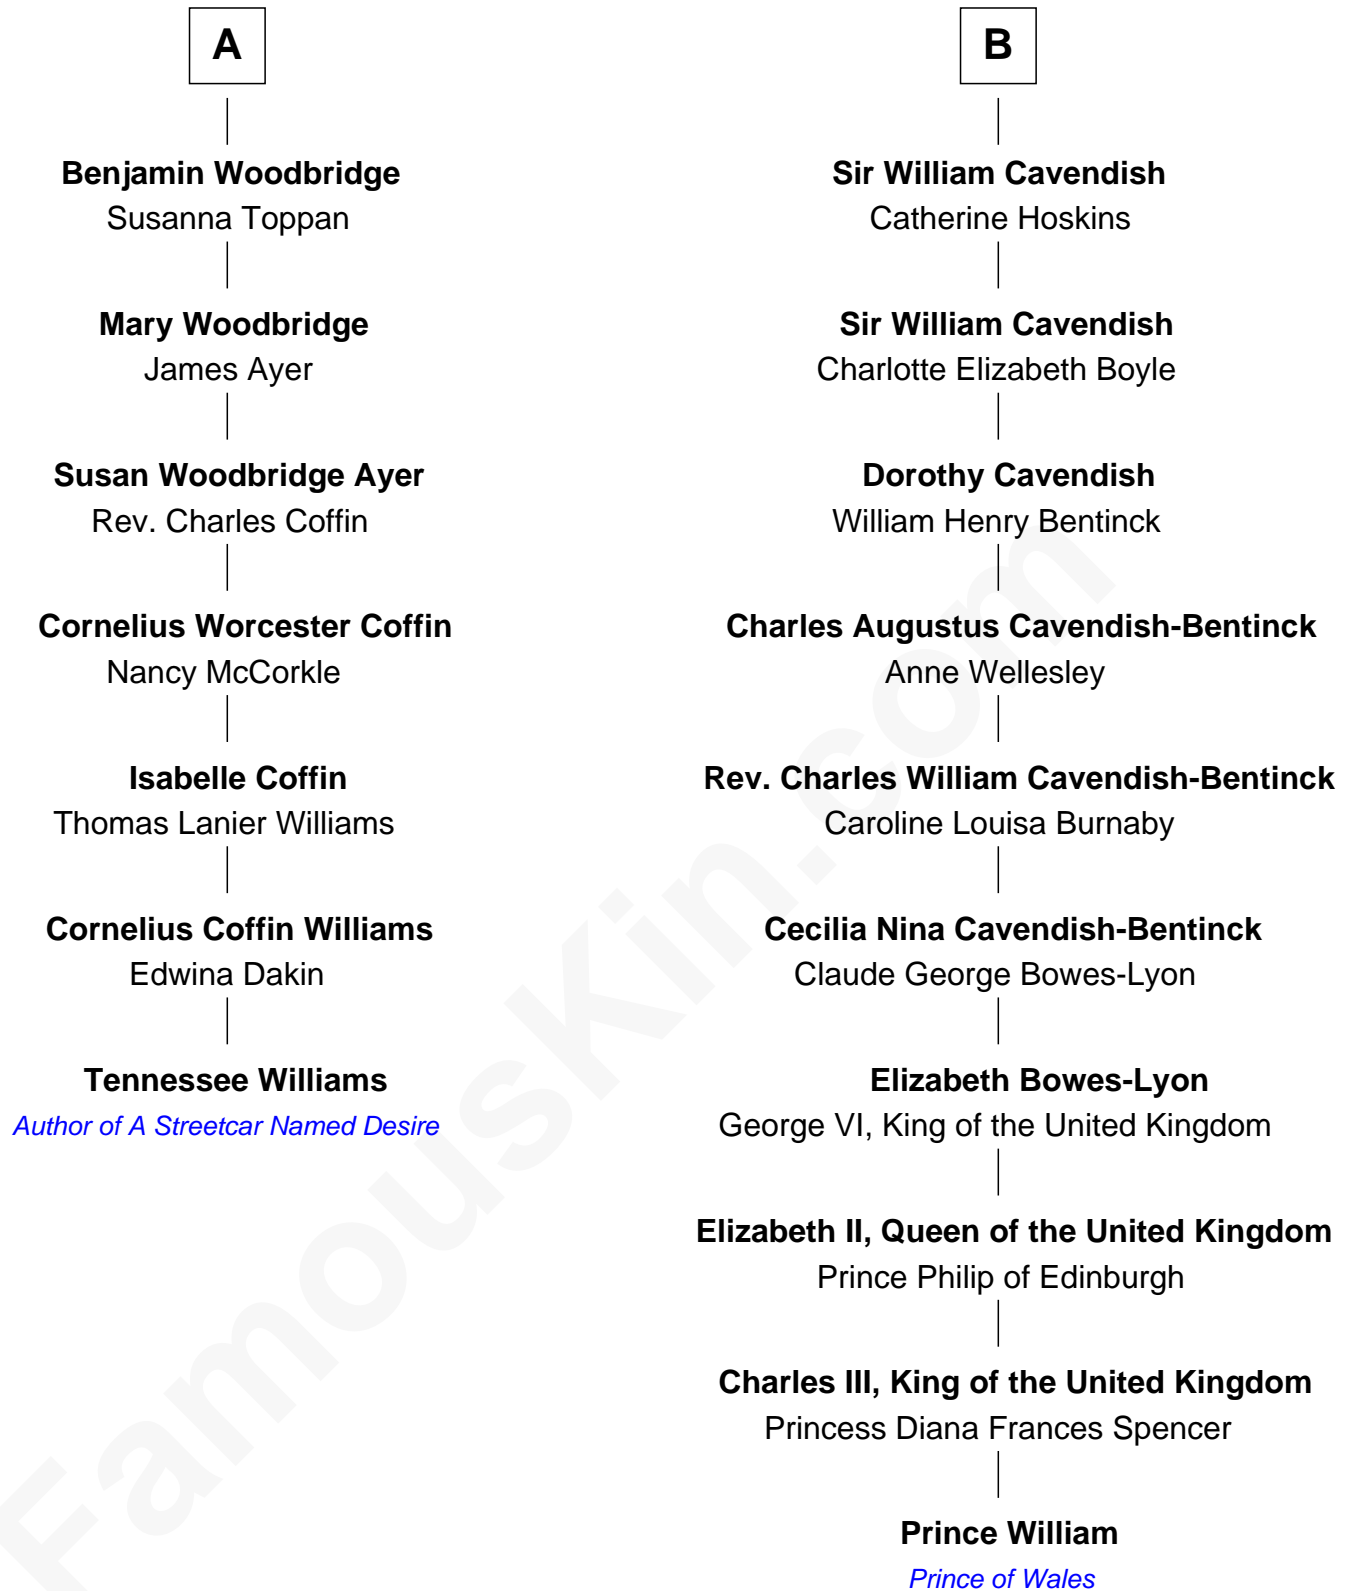 A
Benjamin Woodbridge
Susanna Toppan
Mary Woodbridge
James Ayer
Susan Woodbridge Ayer
Rev. Charles Coffin
Cornelius Worcester Coffin
Nancy McCorkle
Isabelle Coffin
Thomas Lanier Williams
Cornelius Coffin Williams
Edwina Dakin
Tennessee Williams
Author of A Streetcar Named Desire
B
Sir William Cavendish
Catherine Hoskins
Sir William Cavendish
Charlotte Elizabeth Boyle
Dorothy Cavendish
William Henry Bentinck
Charles Augustus Cavendish-Bentinck
Anne Wellesley
Rev. Charles William Cavendish-Bentinck
Caroline Louisa Burnaby
Cecilia Nina Cavendish-Bentinck
Claude George Bowes-Lyon
Elizabeth Bowes-Lyon
George VI, King of the United Kingdom
Elizabeth II, Queen of the United Kingdom
Prince Philip of Edinburgh
Charles III, King of the United Kingdom
Princess Diana Frances Spencer
Prince William
Prince of Wales
FamousKin.com